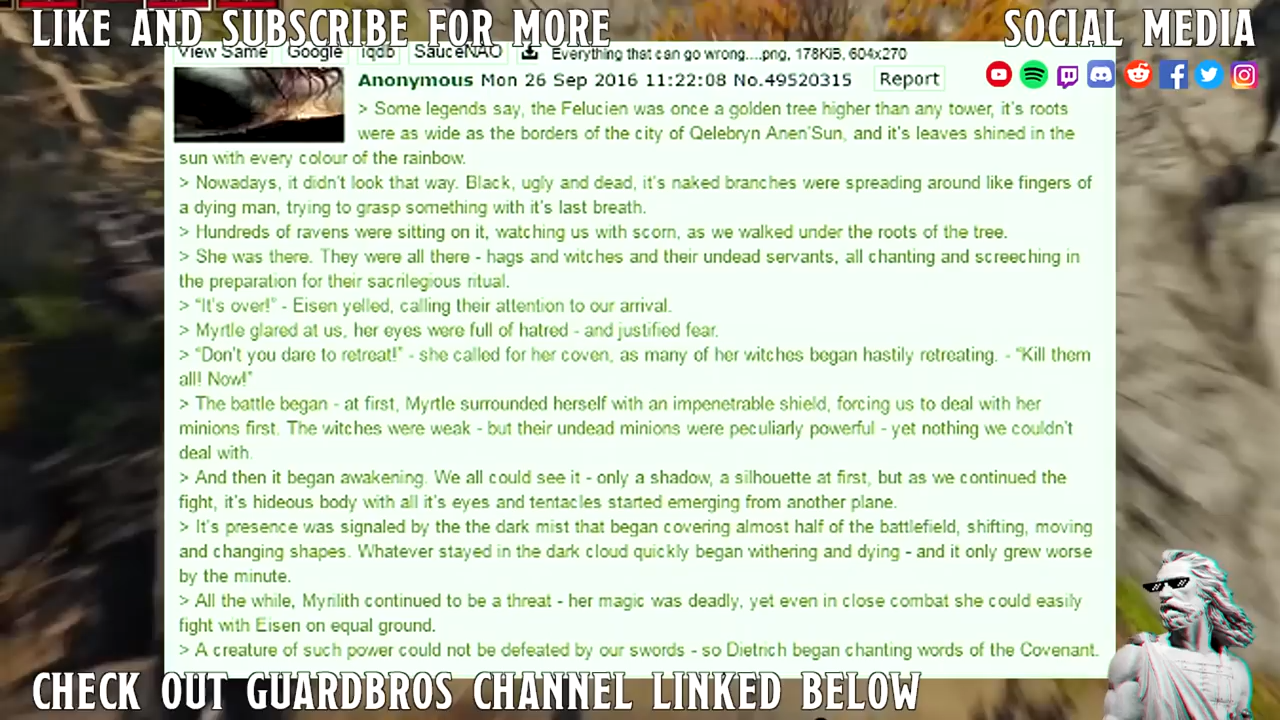 LIKE AND SUBSCRIBE FOR MORE
SOCIAL MEDIA
View Same Google iqdb SauceNAO Everything that can go wrong....png, 178KiB, 604x270
Anonymous Mon 26 Sep 2016 11:22:08 No.49520315 Report
> Some legends say, the Felucien was once a golden tree higher than any tower, it's roots
were as wide as the borders of the city of Qelebryn Anen'Sun, and it's leaves shined in the
sun with every colour of the rainbow.
> Nowadays, it didn't look that way. Black, ugly and dead, it's naked branches were spreading around like fingers of
a dying man, trying to grasp something with it's last breath.
> Hundreds of ravens were sitting on it, watching us with scorn, as we walked under the roots of the tree.
> She was there. They were all there - hags and witches and their undead servants, all chanting and screeching in
the preparation for their sacrilegious ritual.
> “It's over!” - Eisen yelled, calling their attention to our arrival.
> Myrtle glared at us, her eyes were full of hatred - and justified fear.
> “Don't you dare to retreat!” - she called for her coven, as many of her witches began hastily retreating. - “Kill them
all! Now!”
> The battle began - at first, Myrtle surrounded herself with an impenetrable shield, forcing us to deal with her
minions first. The witches were weak - but their undead minions were peculiarly powerful - yet nothing we couldn't
deal with.
> And then it began awakening. We all could see it - only a shadow, a silhouette at first, but as we continued the
fight, it's hideous body with all it's eyes and tentacles started emerging from another plane.
> It's presence was signaled by the the dark mist that began covering almost half of the battlefield, shifting, moving
and changing shapes. Whatever stayed in the dark cloud quickly began withering and dying - and it only grew worse
by the minute.
> All the while, Myrilith continued to be a threat - her magic was deadly, yet even in close combat she could easily
fight with Eisen on equal ground.
> A creature of such power could not be defeated by our swords - so Dietrich began chanting words of the Covenant.
CHECK OUT GUARDBROS CHANNEL LINKED BELOW